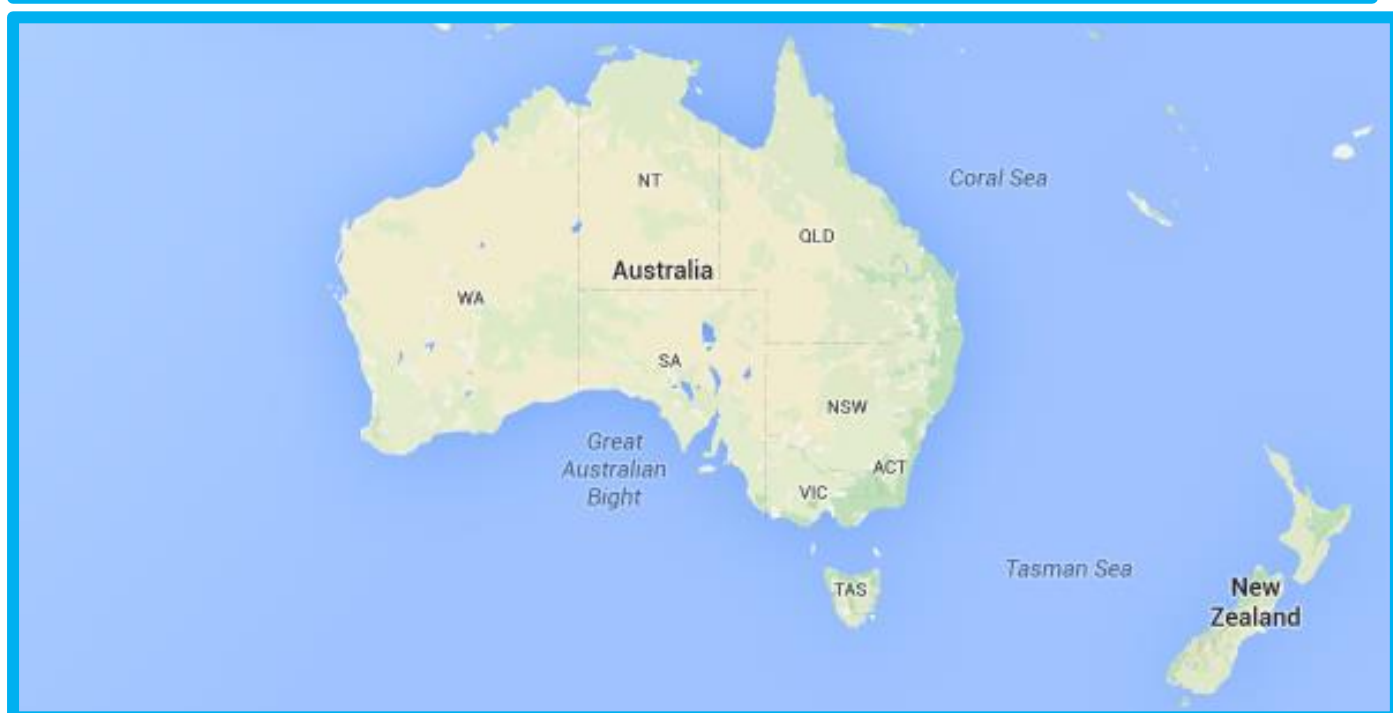 Coral Sea
NT
QLD
Australia
WA
SA
NSW
Great
Australian
Bight
ACT
VIC
Tasman Sea
TAS
New
Zealand